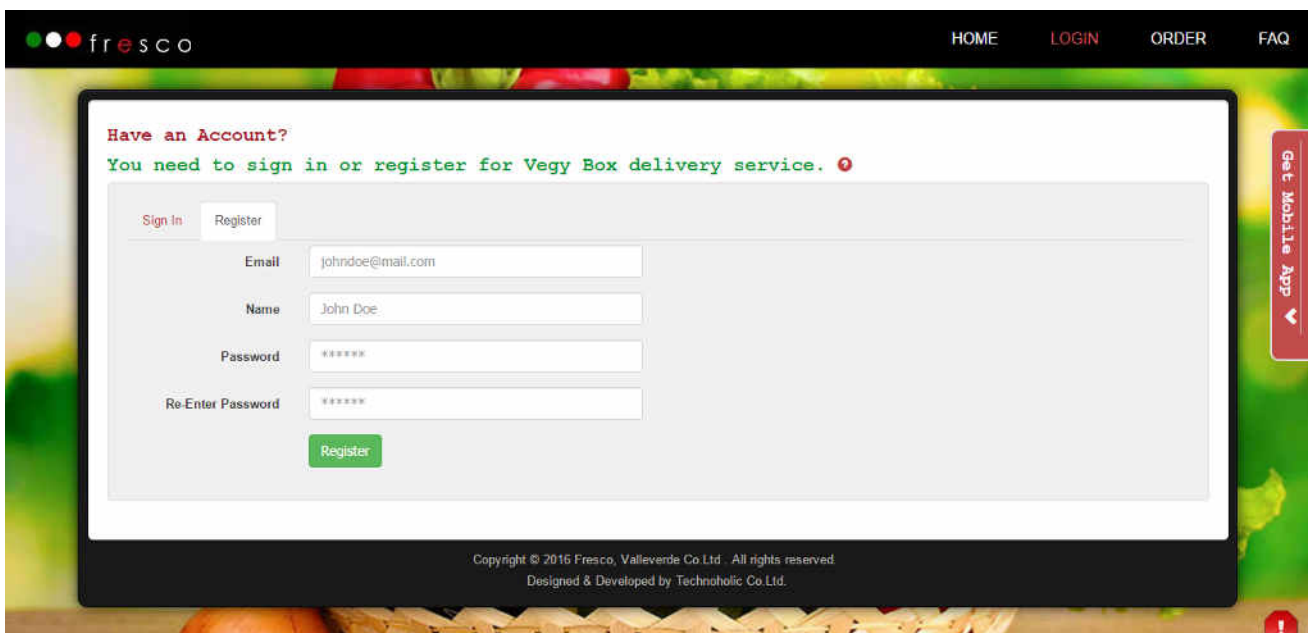 fresco
HOME LOGIN ORDER FAQ
Have an Account?
You need to sign in or register for Vegy Box delivery service.
Sign In Register
Email johndoe@mail.com
Name John Doe
Password ******
Re-Enter Password ******
Register
Get Mobile App
Copyright © 2016 Fresco, Valleverde Co.Ltd . All rights reserved.
Designed & Developed by Technoholic Co.Ltd.